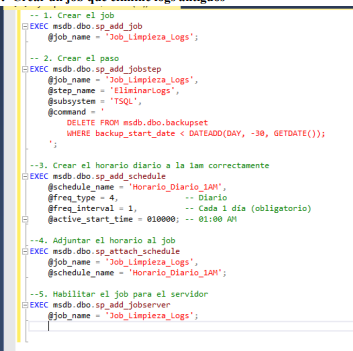 -- 1. Crear el job
EXEC msdb.dbo.sp_add_job
@job_name = 'Job_Limpieza_Logs';
-- 2. Crear el paso
EXEC msdb.dbo.sp_add_jobstep
@job_name = 'Job_Limpieza_Logs',
@step_name = 'EliminarLogs',
@subsystem = 'TSQL',
@command = '
DELETE FROM msdb.dbo.backupset
WHERE backup_start_date < DATEADD(DAY, -30, GETDATE());
';
--3. Crear el horario diario a la 1am correctamente
EXEC msdb.dbo.sp_add_schedule
@schedule_name = 'Horario_Diario_1AM',
@freq_type = 4, -- Diario
@freq_interval = 1, -- Cada 1 día (obligatorio)
@active_start_time = 010000; -- 01:00 AM
--4. Adjuntar el horario al job
EXEC msdb.dbo.sp_attach_schedule
@job_name = 'Job_Limpieza_Logs',
@schedule_name = 'Horario_Diario_1AM';
--5. Habilitar el job para el servidor
EXEC msdb.dbo.sp_add_jobserver
@job_name = 'Job_Limpieza_Logs';